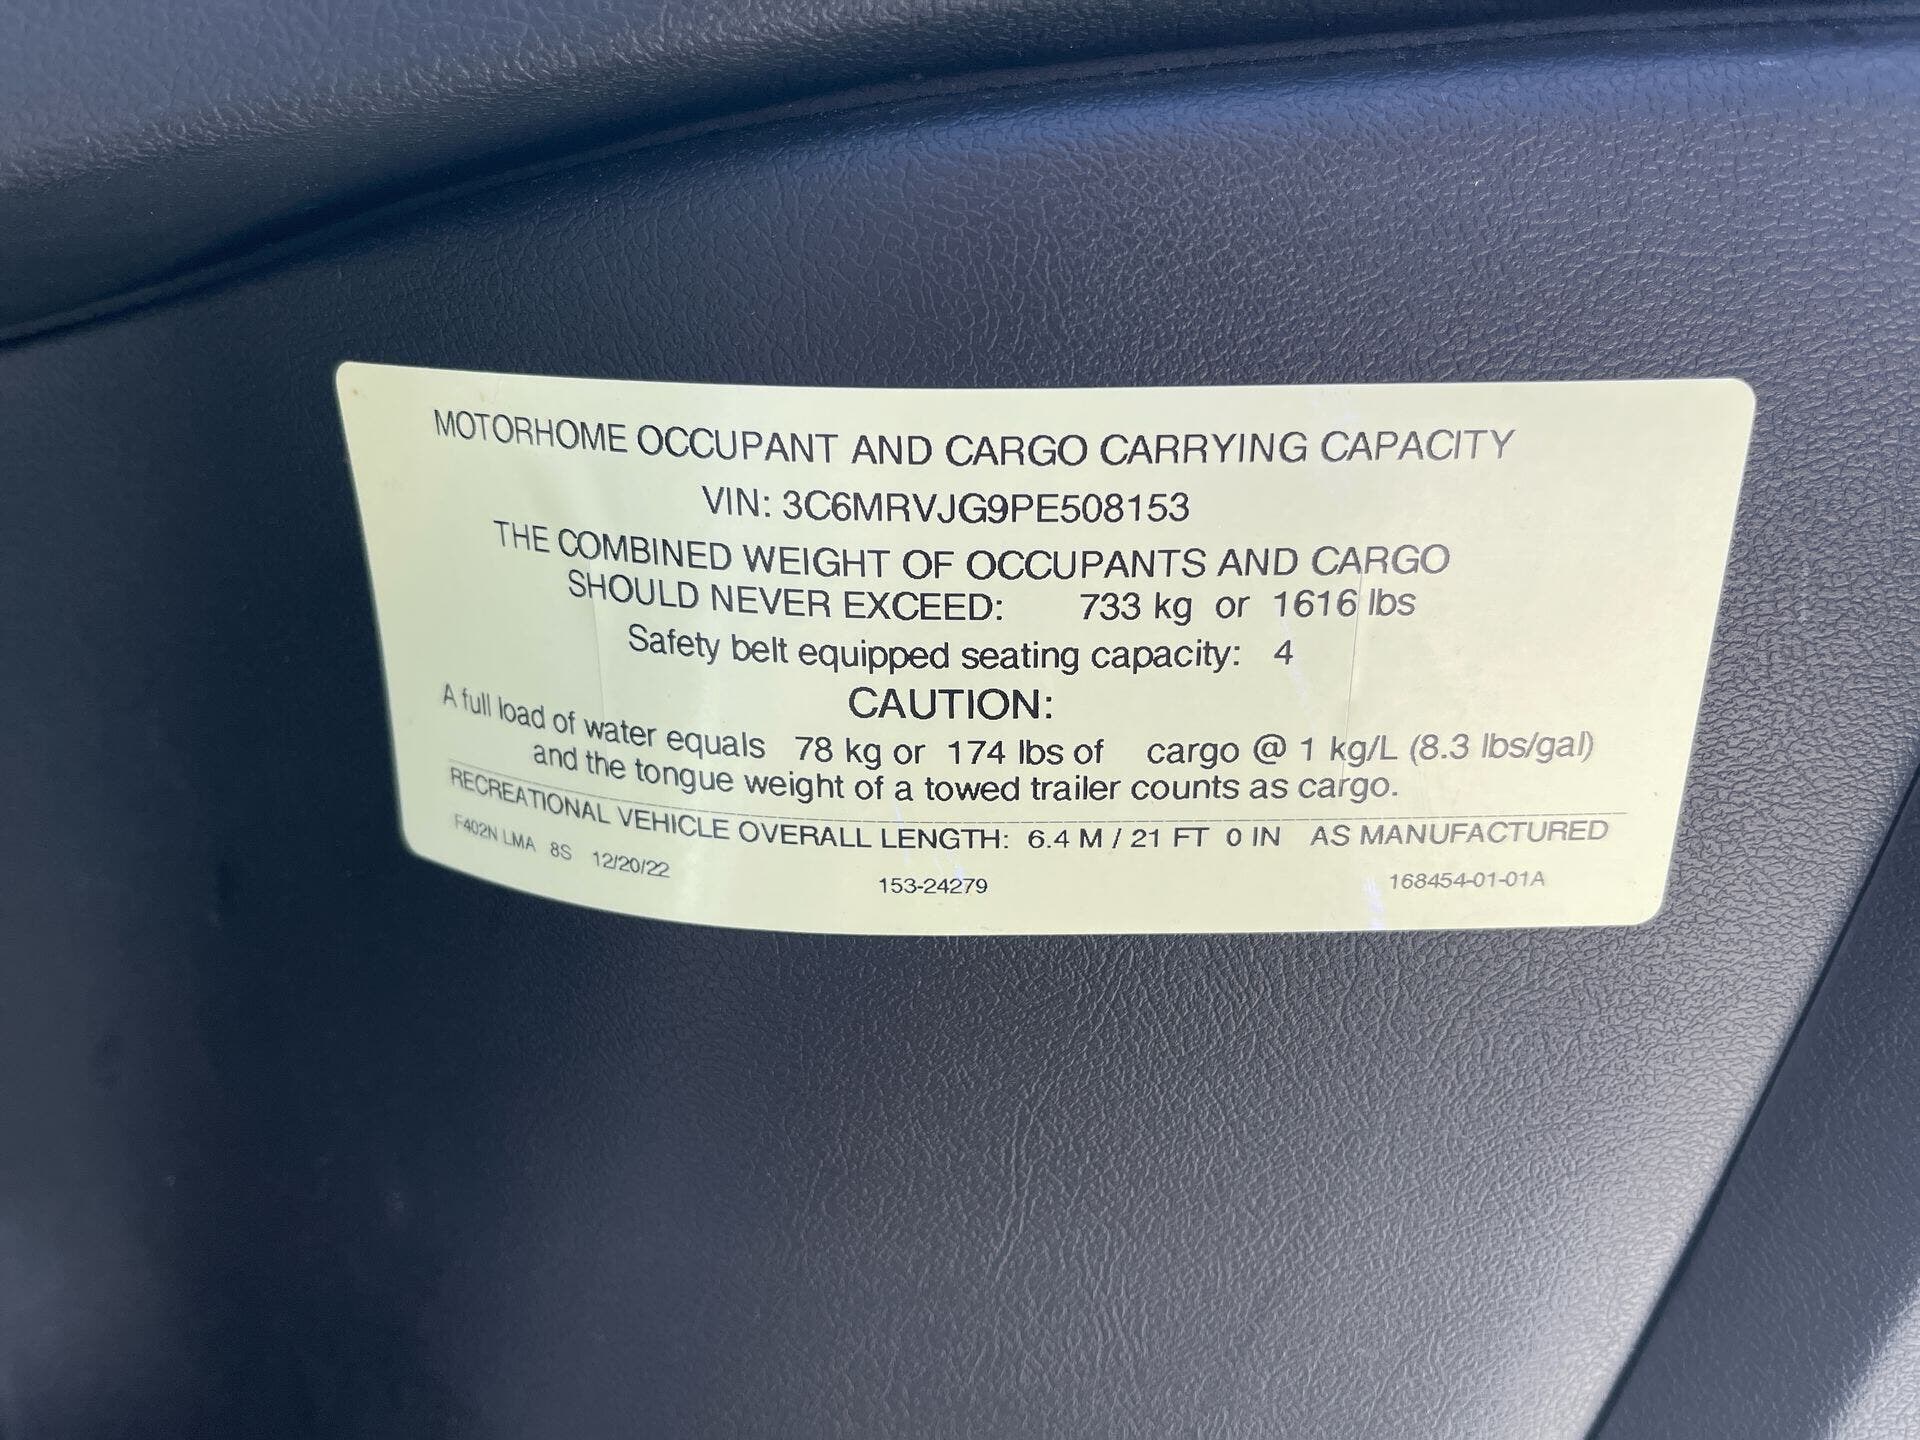 MOTORHOME OCCUPANT AND CARGO CARRYING CAPACITY
VIN: 3C6MRVJG9PE508153
THE COMBINED WEIGHT OF OCCUPANTS AND CARGO
SHOULD NEVER EXCEED: 733 kg or 1616 lbs
Safety belt equipped seating capacity: 4
CAUTION:
A full load of water equals 78 kg or 174 lbs of cargo @ 1 kg/L (8.3 lbs/gal)
and the tongue weight of a towed trailer counts as cargo.
RECREATIONAL VEHICLE OVERALL LENGTH: 6.4 M / 21 FT 0 IN AS MANUFACTURED
F402N LMA 8S 12/20/22
153-24279
168454-01-01A